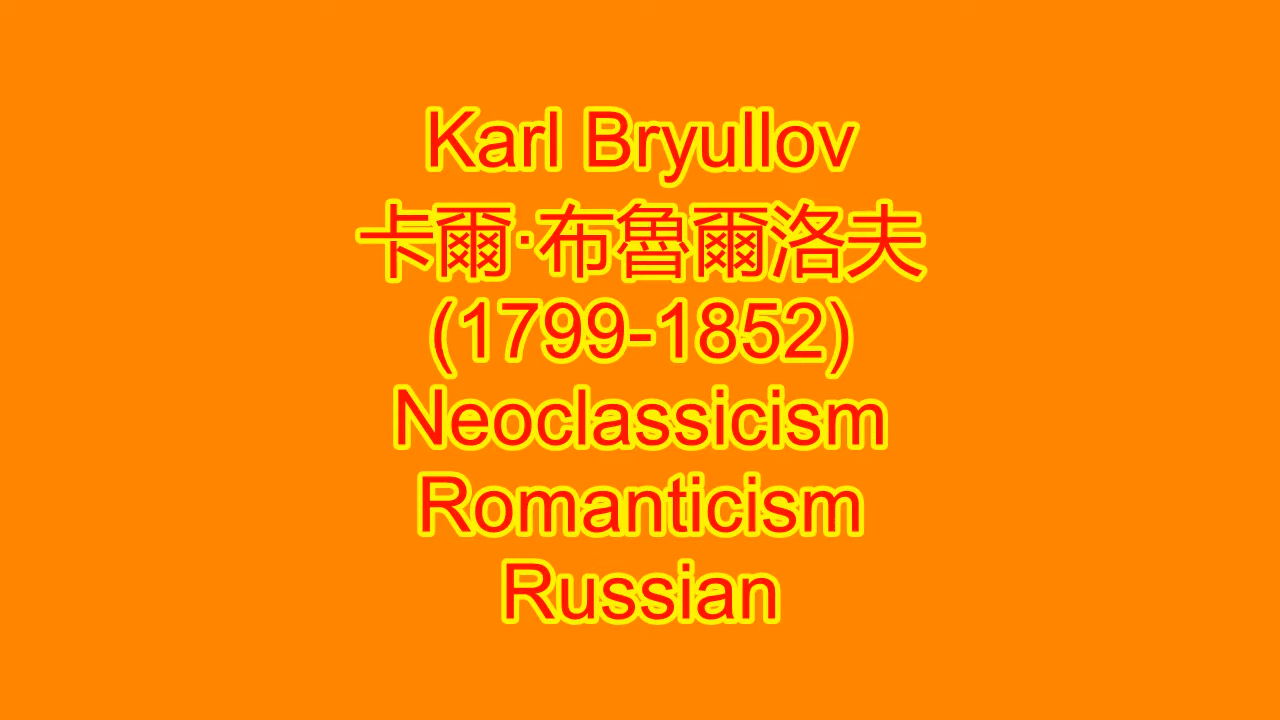 Karl Bryullov
卡爾·布魯爾洛夫
(1799-1852)
Neoclassicism
Romanticism
Russian